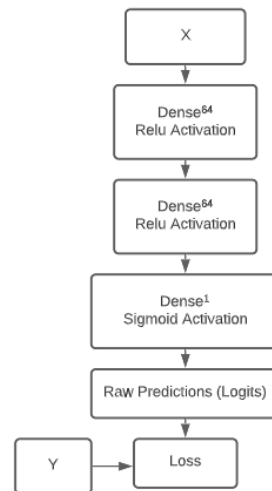 X
Dense⁶⁴
Relu Activation
Dense⁶⁴
Relu Activation
Dense¹
Sigmoid Activation
Raw Predictions (Logits)
Y
Loss